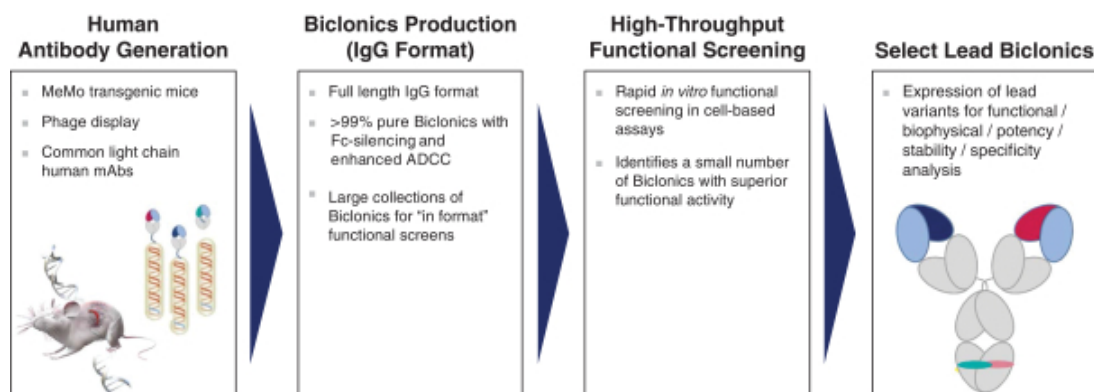 Human
Antibody Generation
▪ MeMo transgenic mice
▪ Phage display
▪ Common light chain
human mAbs
Biclonics Production
(IgG Format)
▪ Full length IgG format
▪ >99% pure Biclonics with
Fc-silencing and
enhanced ADCC
▪ Large collections of
Biclonics for “in format”
functional screens
High-Throughput
Functional Screening
▪ Rapid in vitro functional
screening in cell-based
assays
▪ Identifies a small number
of Biclonics with superior
functional activity
Select Lead Biclonics
▪ Expression of lead
variants for functional /
biophysical / potency /
stability / specificity
analysis